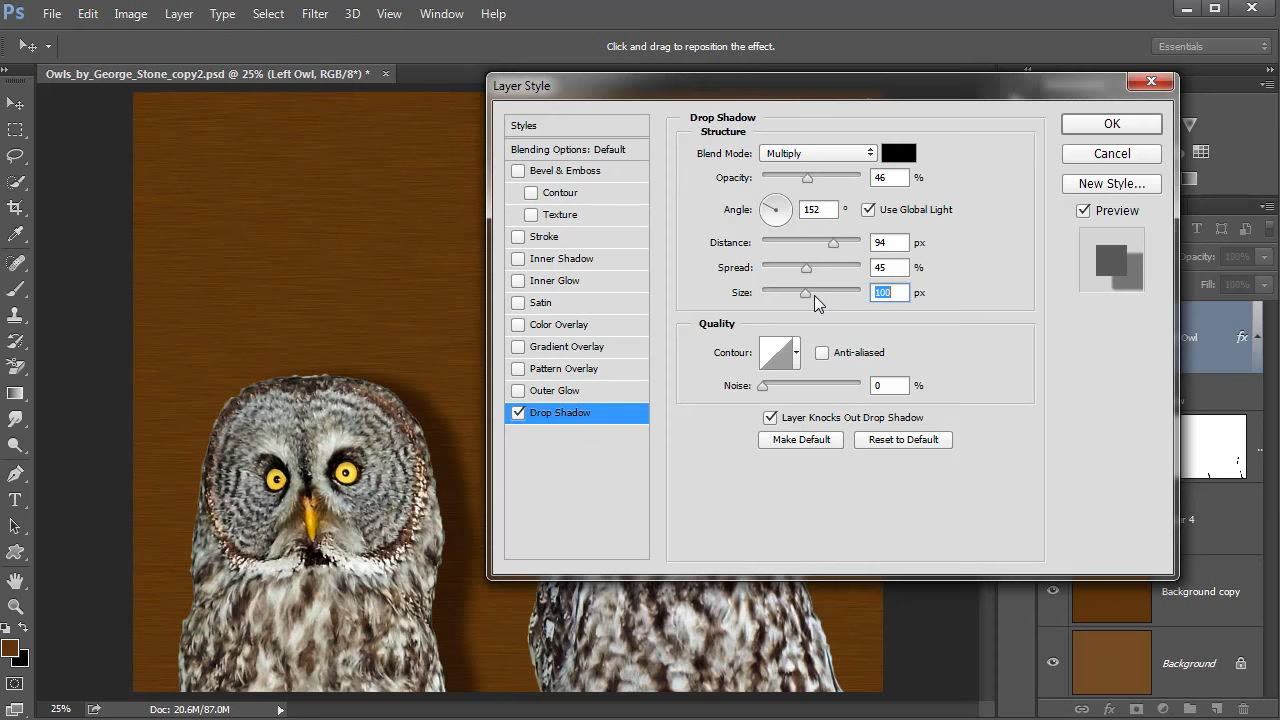 Ps File Edit Image Layer Type Select Filter 3D View Window Help
Click and drag to reposition the effect.
Essentials
Owls_by_George_Stone_copy2.psd @ 25% (Left Owl, RGB/8*) *
Layer Style
Styles
Blending Options: Default
Bevel & Emboss
Contour
Texture
Stroke
Inner Shadow
Inner Glow
Satin
Color Overlay
Gradient Overlay
Pattern Overlay
Outer Glow
Drop Shadow
Drop Shadow
Structure
Blend Mode: Multiply
Opacity: 46 %
Angle: 152 ° Use Global Light
Distance: 94 px
Spread: 45 %
Size: 100 px
Quality
Contour: Anti-aliased
Noise: 0 %
Layer Knocks Out Drop Shadow
Make Default Reset to Default
OK
Cancel
New Style...
Preview
Opacity: 100%
Fill: 100%
Owl fx
4
Background copy
Background
25% Doc: 20.6M/87.0M